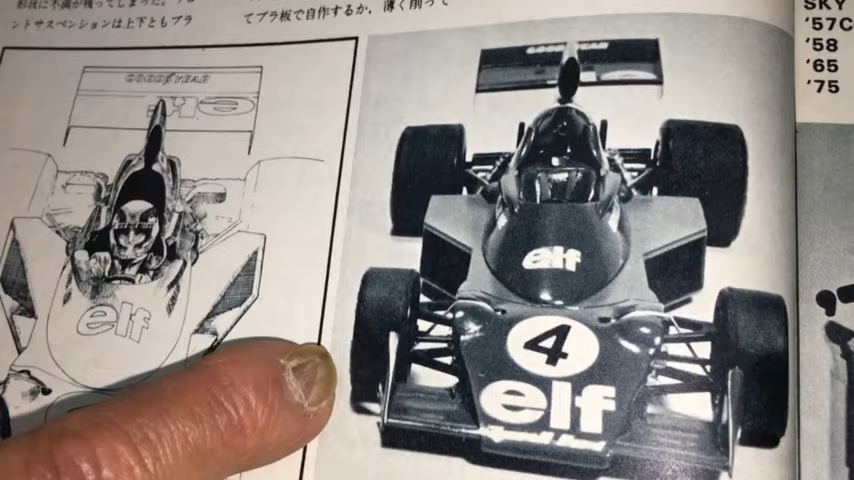 形状に不満が残ってしまった。フロ
ントサスペンションは上下ともプラ
てプラ板で自作するか，薄く削って
SKY
'57C
'58
'65
'75
GOODYEAR
elf
elf
GOODYEAR
elf
4
elf